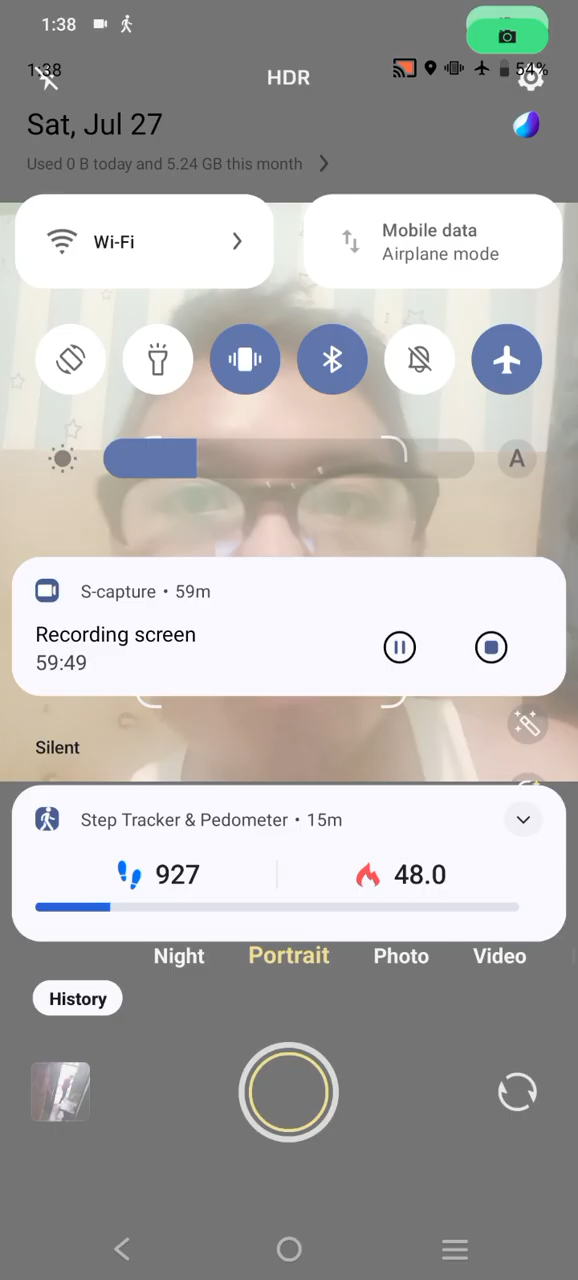 1:38
1:38
HDR
54%
Sat, Jul 27
Used 0 B today and 5.24 GB this month
Wi-Fi
Mobile data
Airplane mode
A
S-capture • 59m
Recording screen
59:49
Silent
Step Tracker & Pedometer • 15m
927
48.0
Night
Portrait
Photo
Video
History